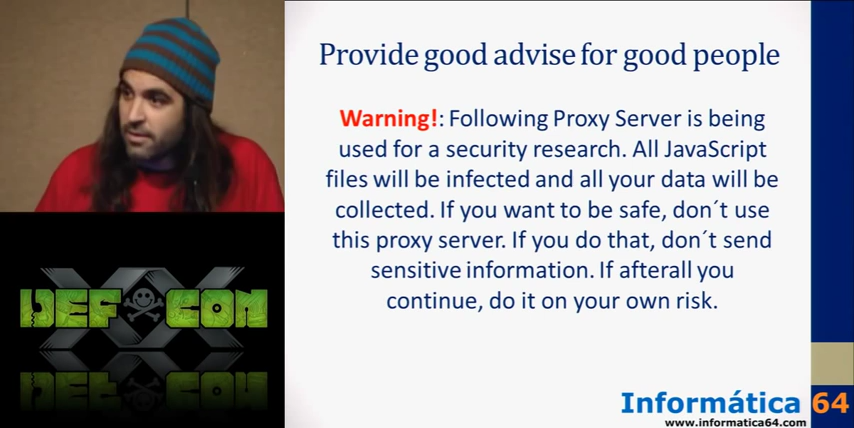 Provide good advise for good people
Warning!: Following Proxy Server is being
used for a security research. All JavaScript
files will be infected and all your data will be
collected. If you want to be safe, don´t use
this proxy server. If you do that, don´t send
sensitive information. If afterall you
continue, do it on your own risk.
DEF CON
XX
Informática 64
www.informatica64.com